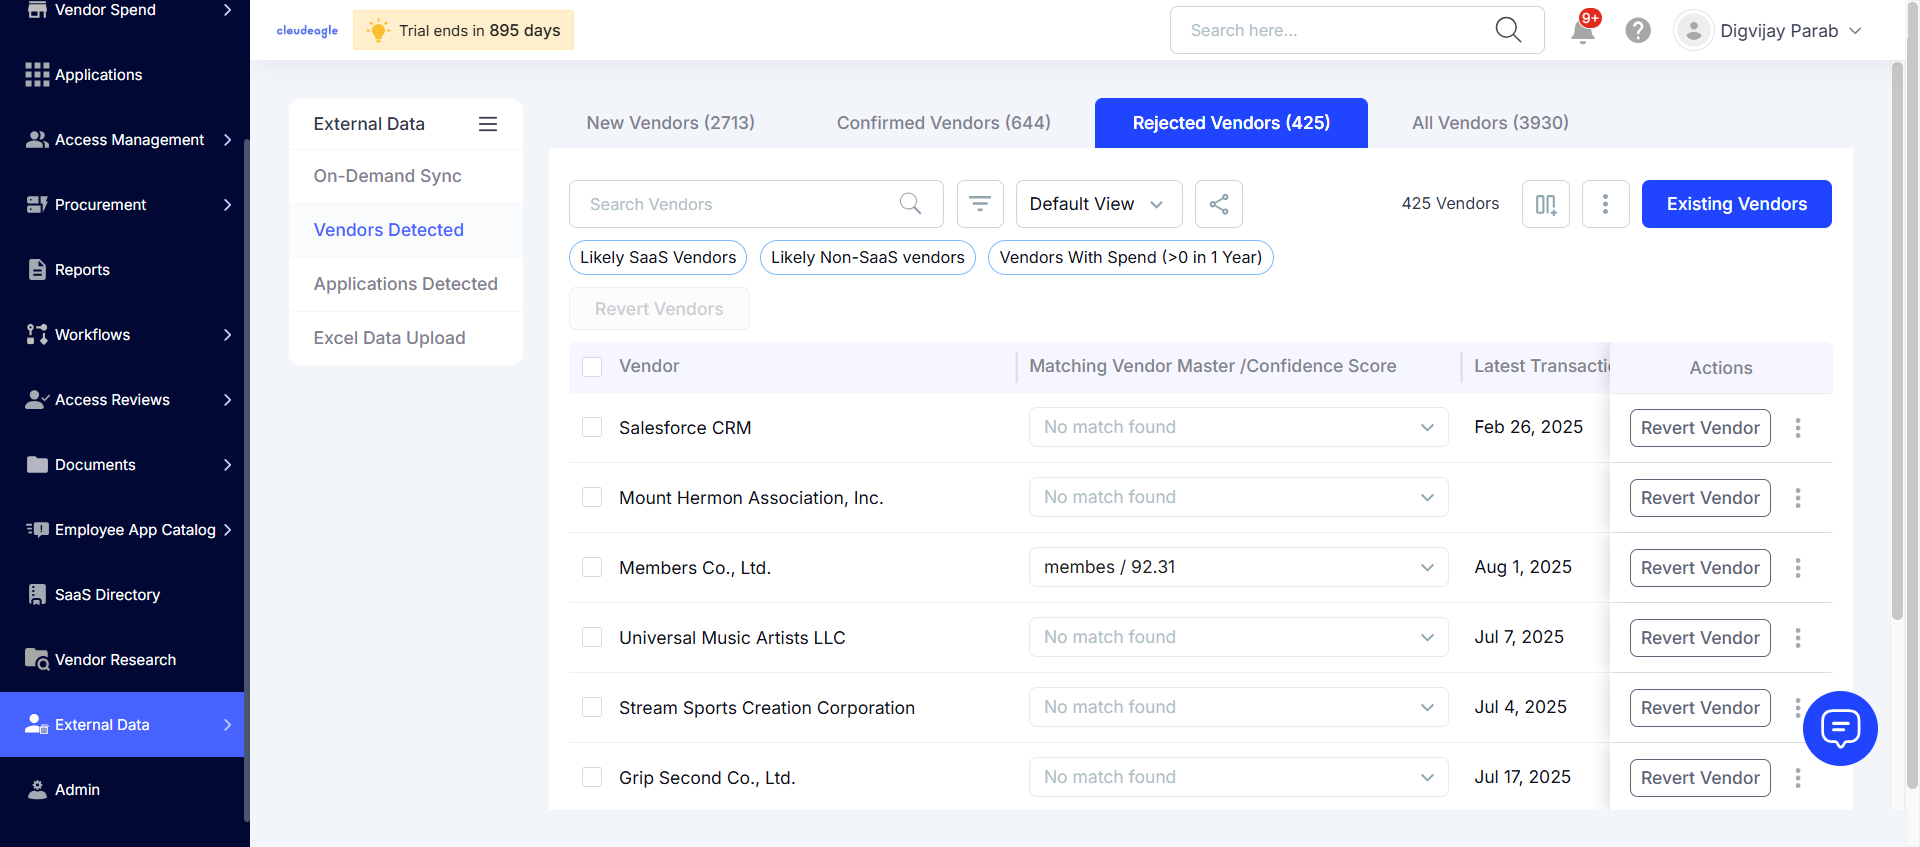 Vendor Spend
Applications
Access Management
Procurement
Reports
Workflows
Access Reviews
Documents
Employee App Catalog
SaaS Directory
Vendor Research
External Data
Admin
cloudeagle
Trial ends in 895 days
Search here...
9+
Digvijay Parab
External Data
On-Demand Sync
Vendors Detected
Applications Detected
Excel Data Upload
New Vendors (2713)
Confirmed Vendors (644)
Rejected Vendors (425)
All Vendors (3930)
Search Vendors
Default View
425 Vendors
Existing Vendors
Likely SaaS Vendors
Likely Non-SaaS vendors
Vendors With Spend (>0 in 1 Year)
Revert Vendors
Vendor
Matching Vendor Master /Confidence Score
Latest Transactio
Actions
Salesforce CRM
No match found
Feb 26, 2025
Revert Vendor
Mount Hermon Association, Inc.
No match found
Revert Vendor
Members Co., Ltd.
membes / 92.31
Aug 1, 2025
Revert Vendor
Universal Music Artists LLC
No match found
Jul 7, 2025
Revert Vendor
Stream Sports Creation Corporation
No match found
Jul 4, 2025
Revert Vendor
Grip Second Co., Ltd.
No match found
Jul 17, 2025
Revert Vendor